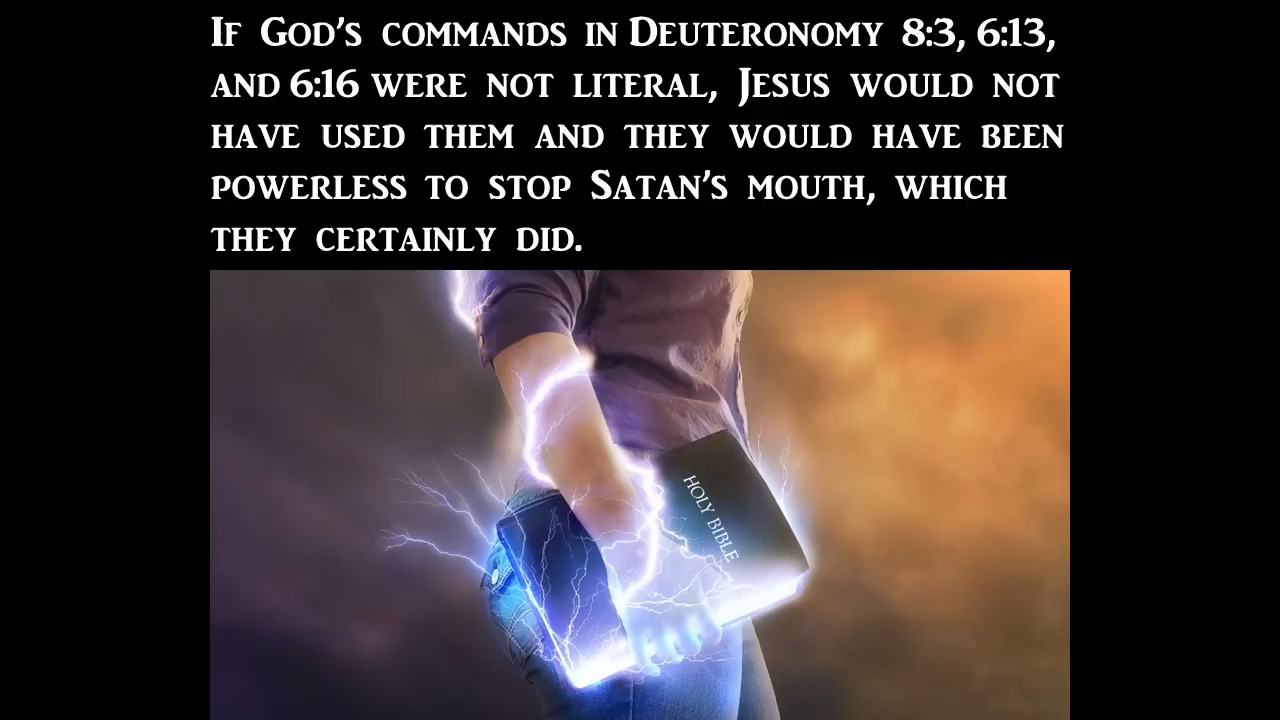 If God's commands in Deuteronomy 8:3, 6:13,
and 6:16 were not literal, Jesus would not
have used them and they would have been
powerless to stop Satan's mouth, which
they certainly did.
HOLY BIBLE